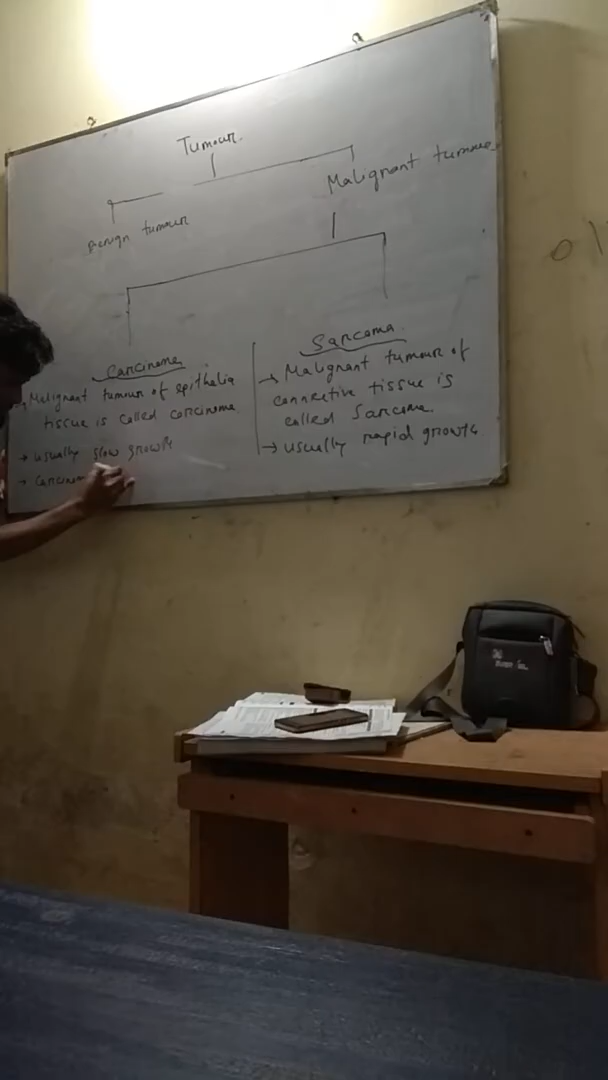 Tumour.
Malignant tumour
Benign tumour
Carcinoma
Malignant tumour of epithelia
tissue is called carcinoma
→ usually slow growth
→ Carcinom
Sarcoma.
→ Malignant tumour of
connective tissue is
called Sarcoma.
→ usually rapid growth